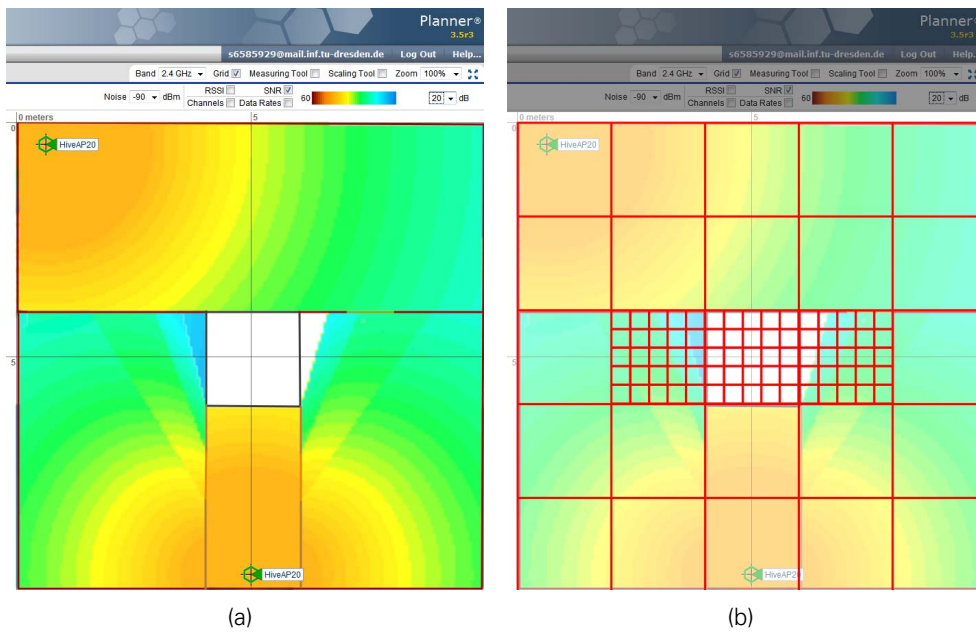 Planner®
3.5r3
s6585929@mail.inf.tu-dresden.de Log Out Help...
Band 2.4 GHz Grid Measuring Tool Scaling Tool Zoom 100%
Noise -90 dBm RSSI SNR 60 20 dB
Channels Data Rates
0 meters 5
0
HiveAP20
5
HiveAP20
(a)
Planner®
3.5r3
s6585929@mail.inf.tu-dresden.de Log Out Help...
Band 2.4 GHz Grid Measuring Tool Scaling Tool Zoom 100%
Noise -90 dBm RSSI SNR 60 20 dB
Channels Data Rates
0 meters 5
0
HiveAP20
5
HiveAP20
(b)